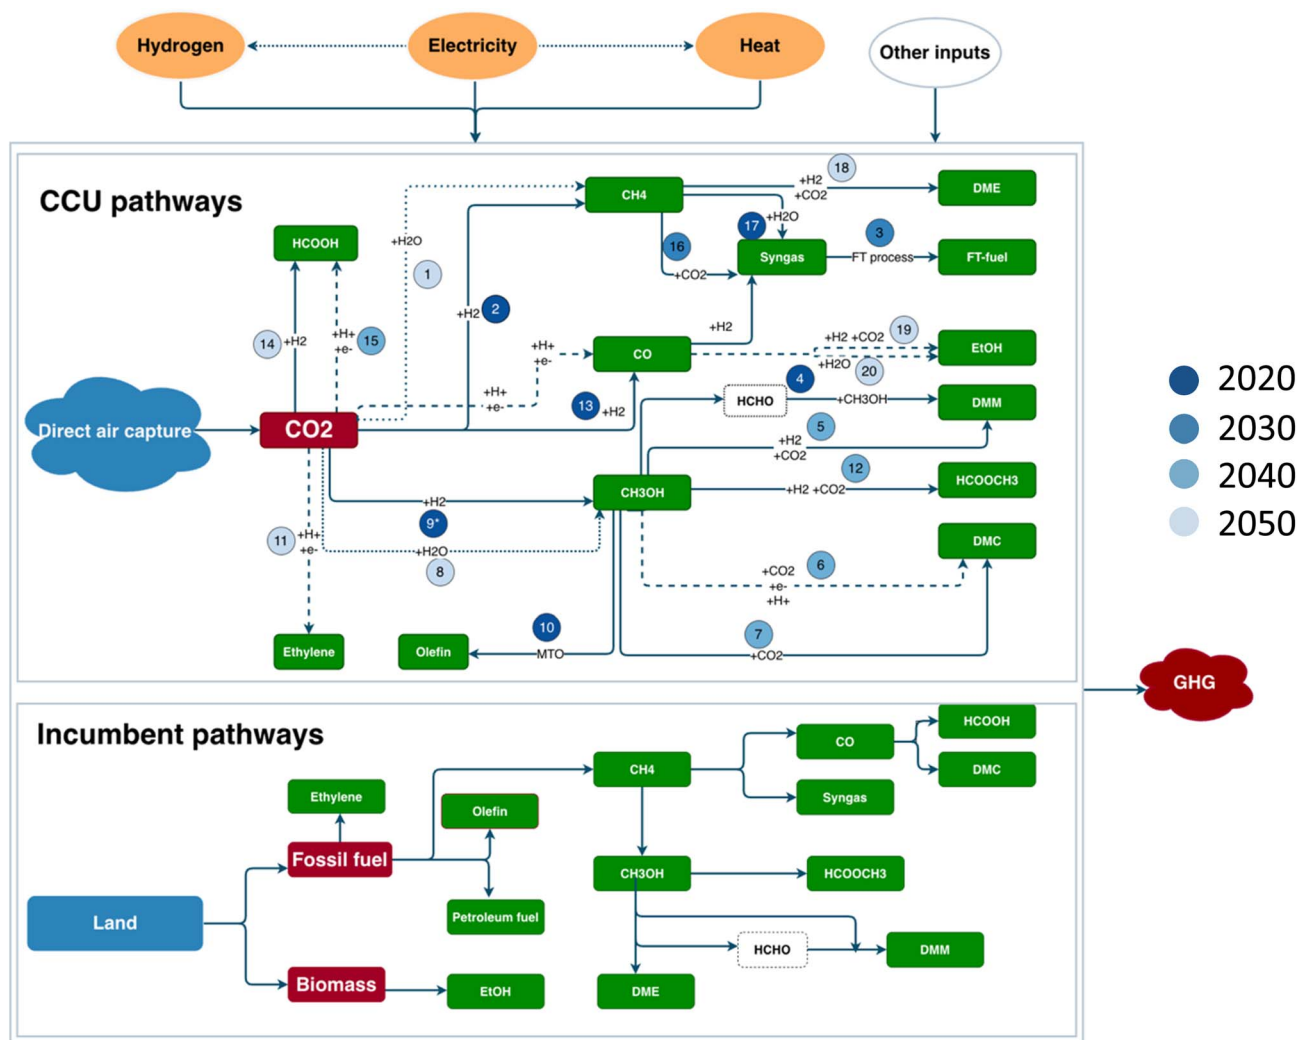 Hydrogen
Electricity
Heat
Other inputs
CCU pathways
18
+H2
+CO2
CH4
DME
+H2O
17
3
HCOOH
+H2O
16
Syngas
FT process
FT-fuel
1
+CO2
2
+H2
+H2
19
14
+H2
+H+
+e-
15
+H+
+e-
CO
+H2 +CO2
EtOH
+H2O
20
4
+H+
+e-
13
+H2
HCHO
+CH3OH
DMM
Direct air capture
CO2
5
+H2
+CO2
12
CH3OH
+H2 +CO2
HCOOCH3
+H2
9*
11
+H+
+e-
+H2O
8
DMC
6
+CO2
+e-
+H+
10
7
Ethylene
Olefin
MTO
+CO2
2020
2030
2040
2050
GHG
Incumbent pathways
HCOOH
CO
CH4
DMC
Ethylene
Syngas
Olefin
Fossil fuel
CH3OH
HCOOCH3
Petroleum fuel
Land
HCHO
DMM
Biomass
EtOH
DME